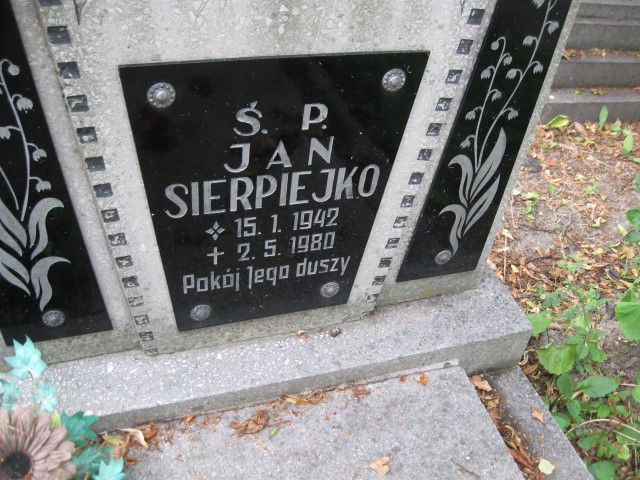 Ś. P.
JAN
SIERPIEJKO
15. 1. 1942
2. 5. 1980
Pokój Jego duszy